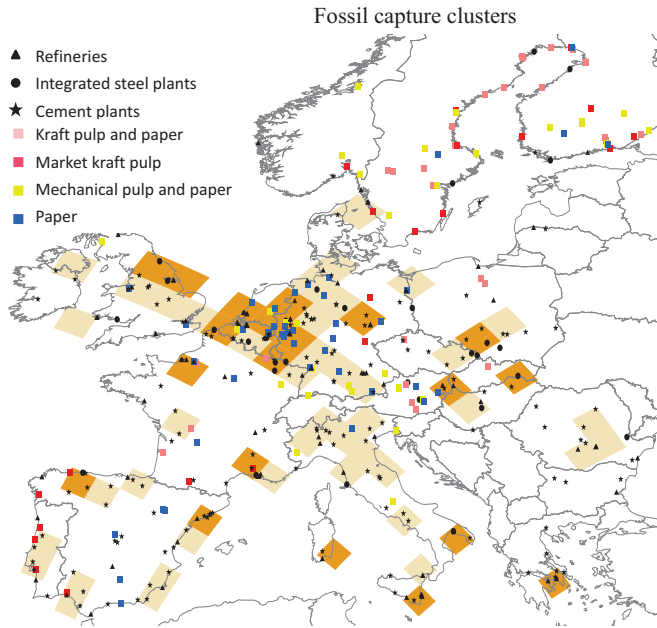 Fossil capture clusters
Refineries
Integrated steel plants
Cement plants
Kraft pulp and paper
Market kraft pulp
Mechanical pulp and paper
Paper